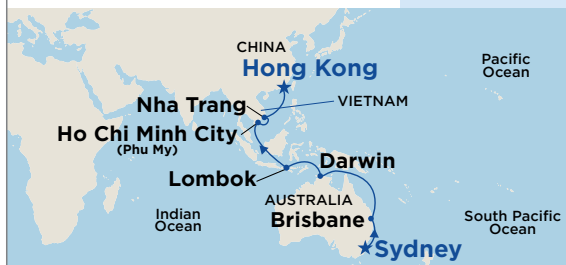 CHINA
Hong Kong
Pacific
Ocean
Nha Trang
VIETNAM
Ho Chi Minh City
(Phu My)
Darwin
Lombok
AUSTRALIA
Indian
Ocean
Brisbane
South Pacific
Ocean
Sydney